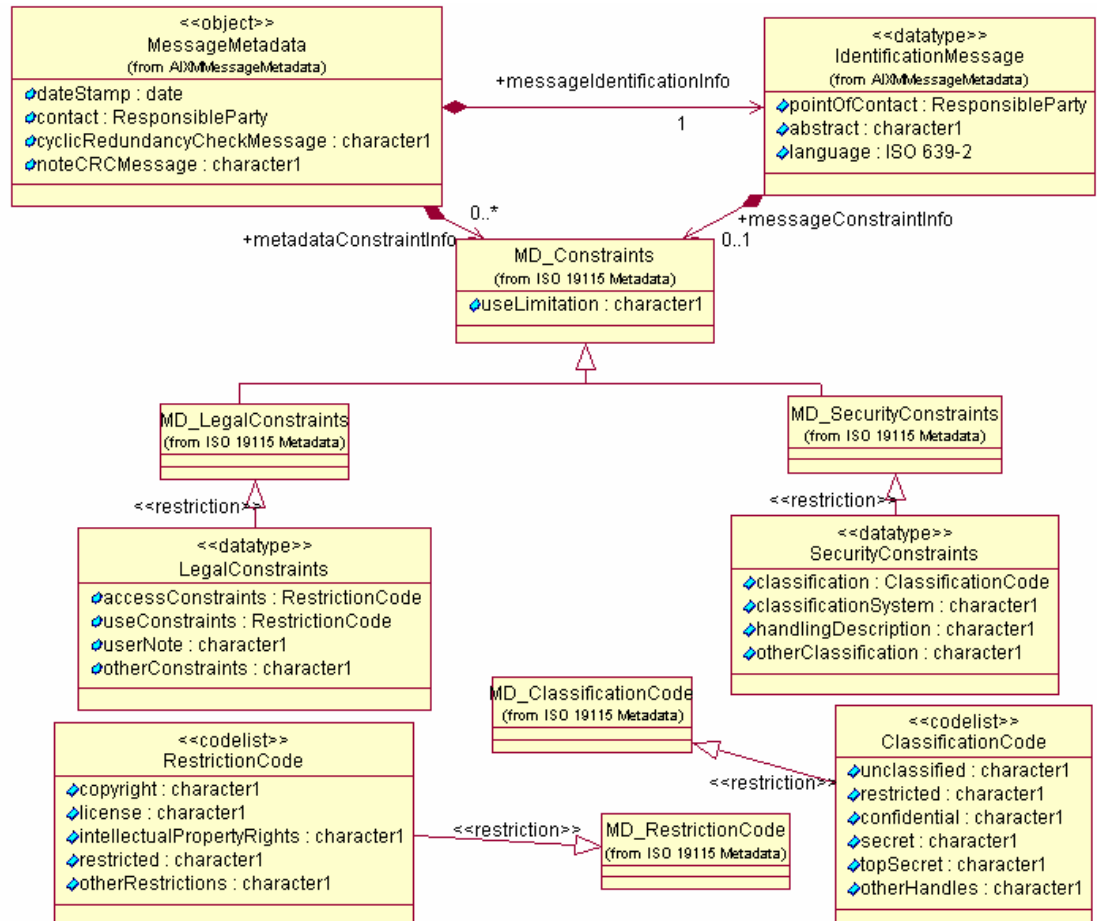 <<object>>
MessageMetadata
(from AIXMMessageMetadata)
dateStamp : date
contact : ResponsibleParty
cyclicRedundancyCheckMessage : character1
noteCRCMessage : character1
+messageIdentificationInfo
1
<<datatype>>
IdentificationMessage
(from AIXMMessageMetadata)
pointOfContact : ResponsibleParty
abstract : character1
language : ISO 639-2
0..*
+metadataConstraintInfo
+messageConstraintInfo
0..1
MD_Constraints
(from ISO 19115 Metadata)
useLimitation : character1
MD_LegalConstraints
(from ISO 19115 Metadata)
MD_SecurityConstraints
(from ISO 19115 Metadata)
<<restriction>>
<<restriction>>
<<datatype>>
LegalConstraints
accessConstraints : RestrictionCode
useConstraints : RestrictionCode
userNote : character1
otherConstraints : character1
<<datatype>>
SecurityConstraints
classification : ClassificationCode
classificationSystem : character1
handlingDescription : character1
otherClassification : character1
MD_ClassificationCode
(from ISO 19115 Metadata)
<<restriction>>
<<codelist>>
ClassificationCode
unclassified : character1
restricted : character1
confidential : character1
secret : character1
topSecret : character1
otherHandles : character1
<<codelist>>
RestrictionCode
copyright : character1
license : character1
intellectualPropertyRights : character1
restricted : character1
otherRestrictions : character1
<<restriction>>
MD_RestrictionCode
(from ISO 19115 Metadata)